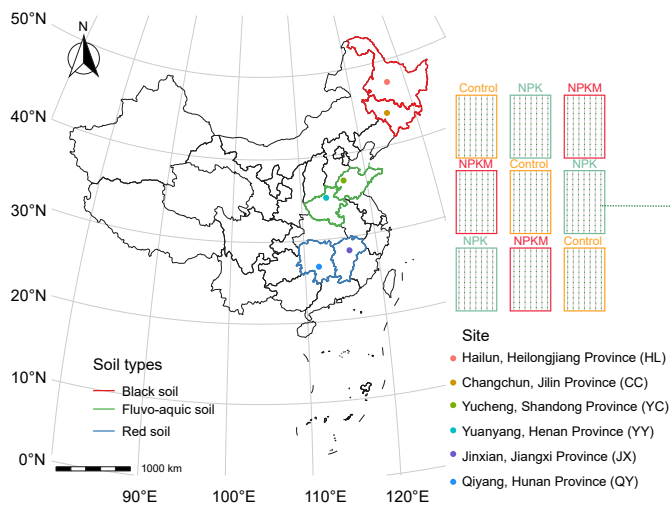 50°N
N
40°N
30°N
20°N
10°N
0°N
Control NPK NPKM
NPKM Control NPK
NPK NPKM Control
Soil types
Black soil
Fluvo-aquic soil
Red soil
1000 km
90°E 100°E 110°E 120°E
Site
Hailun, Heilongjiang Province (HL)
Changchun, Jilin Province (CC)
Yucheng, Shandong Province (YC)
Yuanyang, Henan Province (YY)
Jinxian, Jiangxi Province (JX)
Qiyang, Hunan Province (QY)